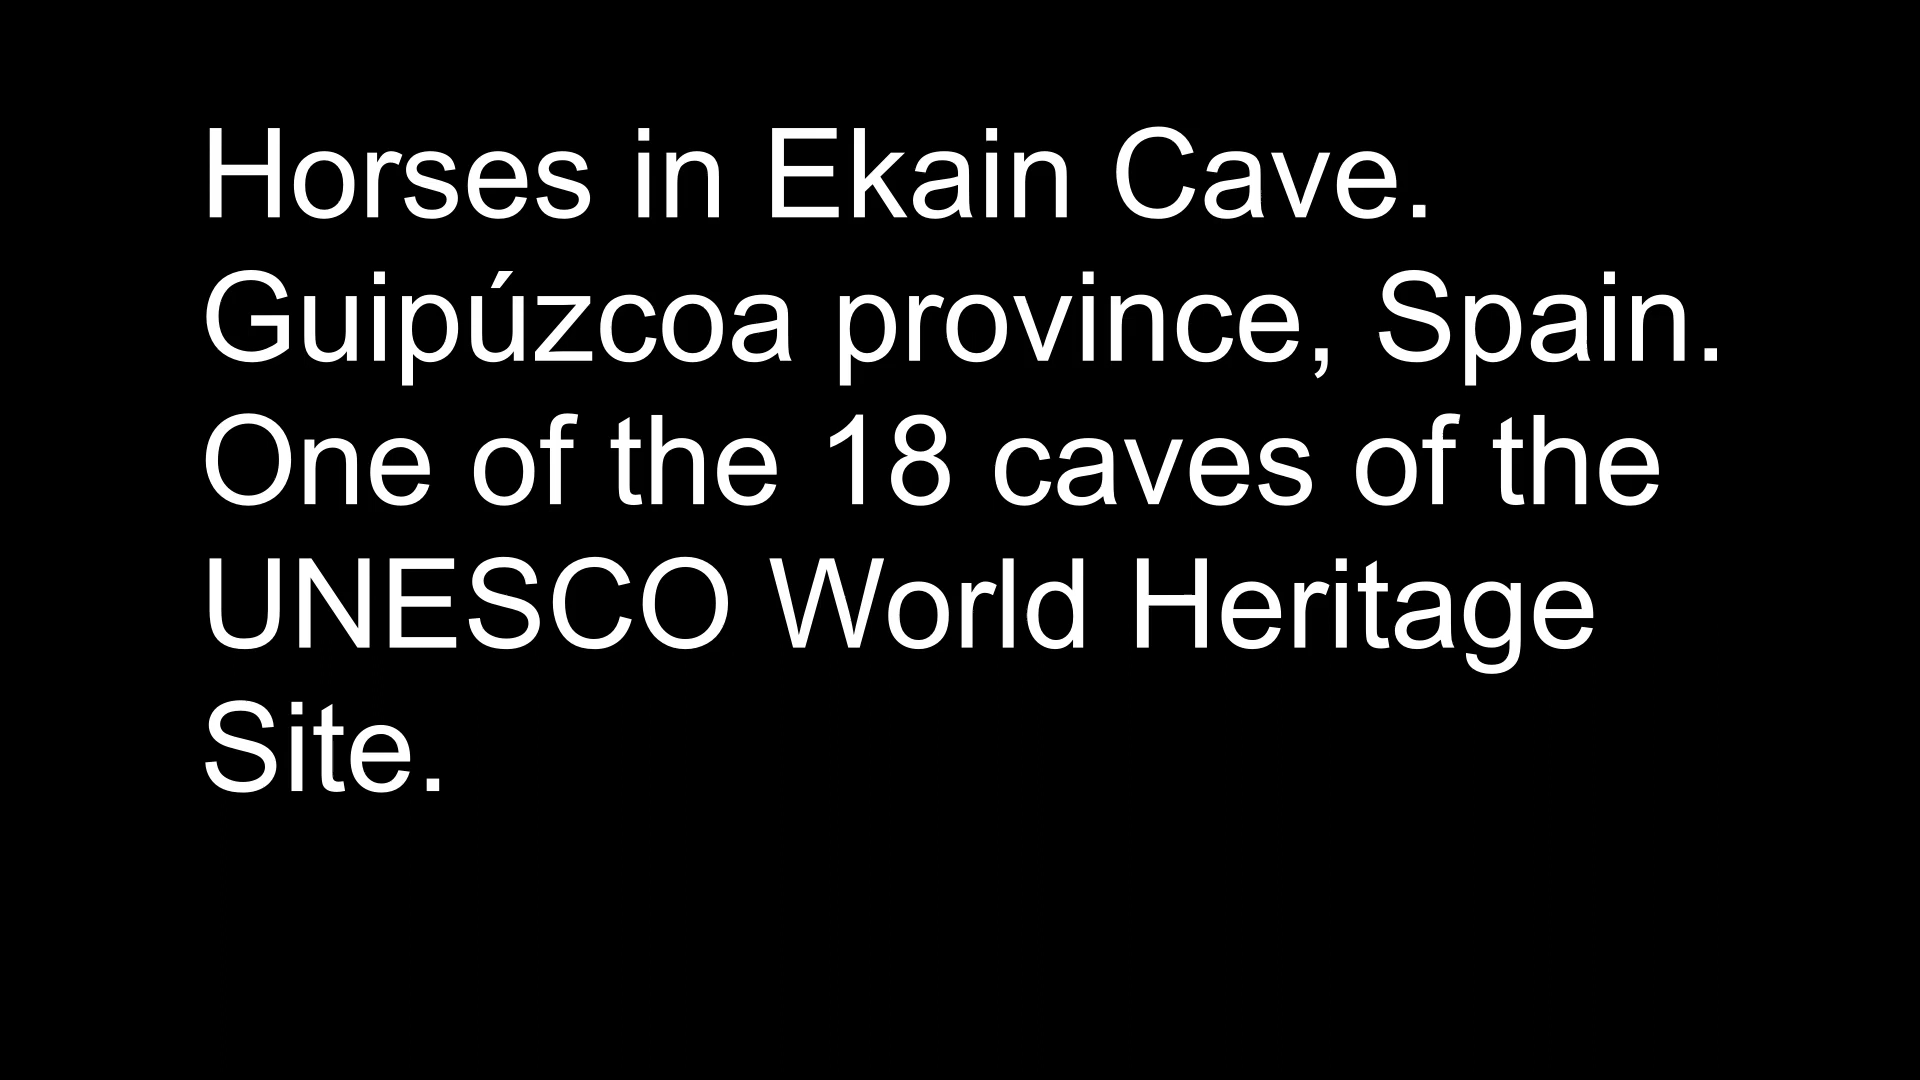 Horses in Ekain Cave.
Guipúzcoa province, Spain.
One of the 18 caves of the
UNESCO World Heritage
Site.